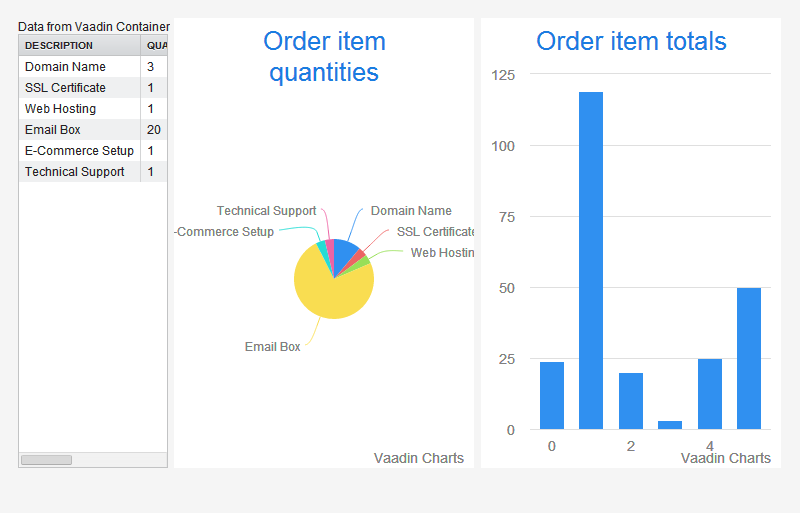 Data from Vaadin Container
DESCRIPTION QUA
Domain Name 3
SSL Certificate 1
Web Hosting 1
Email Box 20
E-Commerce Setup 1
Technical Support 1
Order item
quantities
Technical Support
Domain Name
-Commerce Setup
SSL Certificate
Web Hostin
Email Box
Vaadin Charts
Order item totals
125
100
75
50
25
0
0 2 4
Vaadin Charts